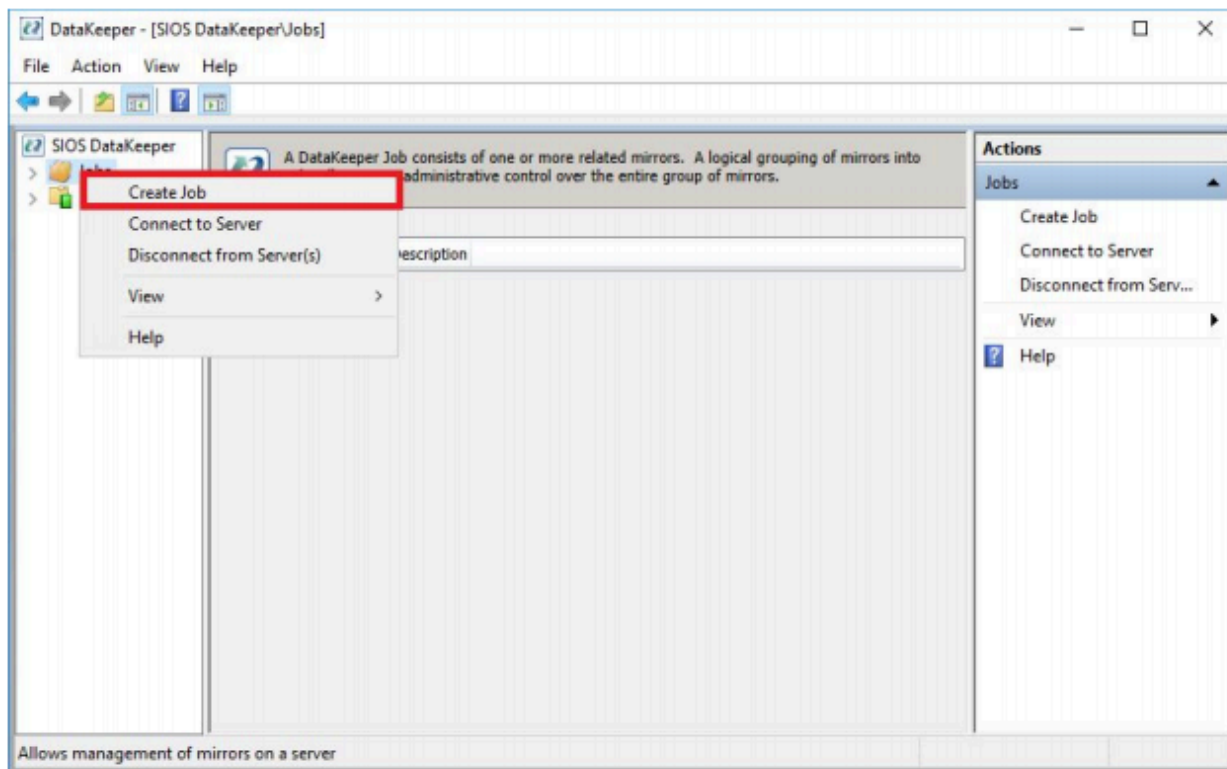 DataKeeper - [SIOS DataKeeper\Jobs]
File Action View Help
SIOS DataKeeper
Jobs
A DataKeeper Job consists of one or more related mirrors. A logical grouping of mirrors into
administrative control over the entire group of mirrors.
Description
Create Job
Connect to Server
Disconnect from Server(s)
View
Help
Actions
Jobs
Create Job
Connect to Server
Disconnect from Serv...
View
Help
Allows management of mirrors on a server